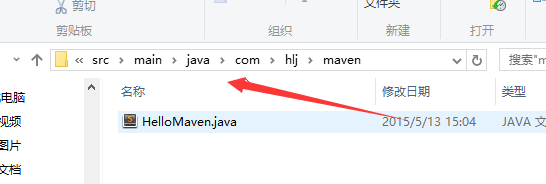 剪切
文件夹
剪贴板
组织
打开
« src › main › java › com › hlj › maven
搜索"m
名称
修改日期
类型
电脑
HelloMaven.java
2015/5/13 15:04
JAVA 文
视频
图片
文档